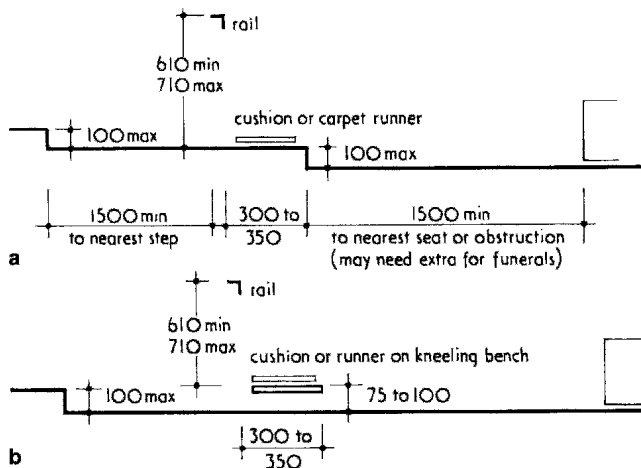 rail
610 min
710 max
cushion or carpet runner
100 max
100 max
1500 min
to nearest step
300 to
350
1500 min
to nearest seat or obstruction
(may need extra for funerals)
a
rail
610 min
710 max
cushion or runner on kneeling bench
100 max
75 to 100
300 to
350
b